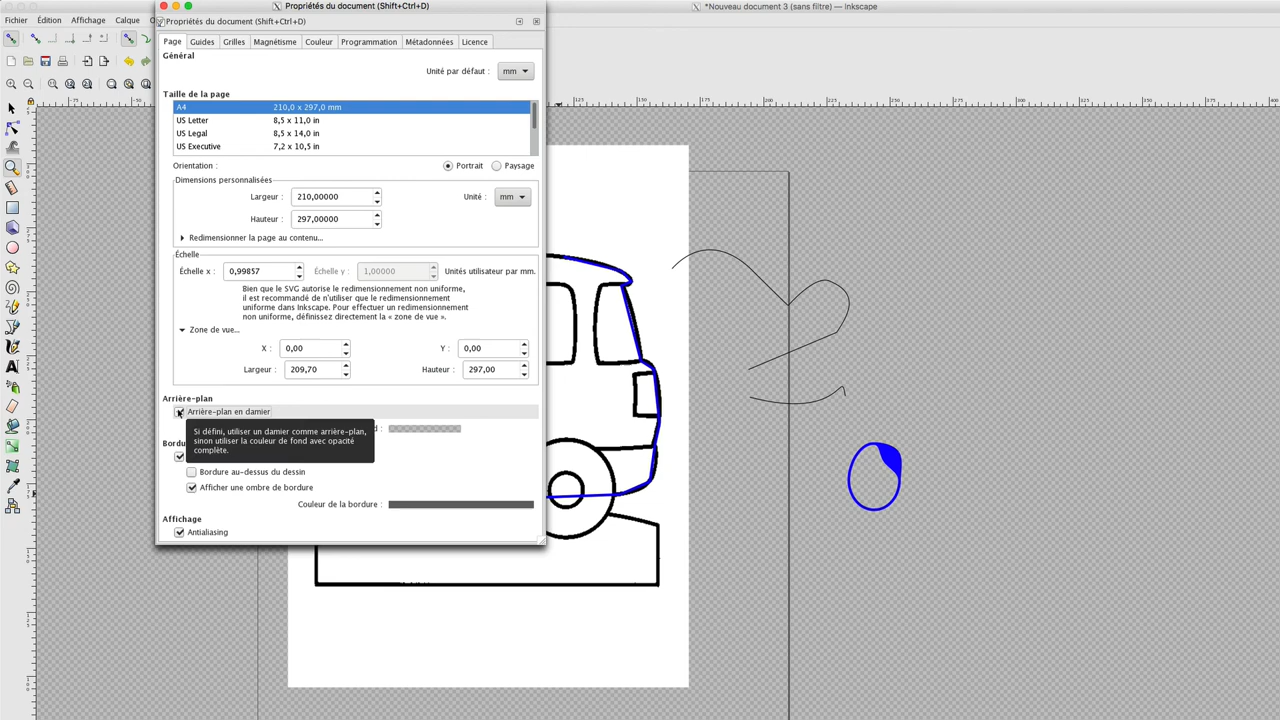 Propriétés du document (Shift+Ctrl+D)
*Nouveau document 3 (sans filtre) — Inkscape
Fichier Édition Affichage Calque
Propriétés du document (Shift+Ctrl+D)
Page Guides Grilles Magnétisme Couleur Programmation Métadonnées Licence
Général
Unité par défaut : mm
Taille de la page
A4 210,0 x 297,0 mm
US Letter 8,5 x 11,0 in
US Legal 8,5 x 14,0 in
US Executive 7,2 x 10,5 in
Orientation : Portrait Paysage
Dimensions personnalisées
Largeur : 210,00000 Unité : mm
Hauteur : 297,00000
Redimensionner la page au contenu...
Échelle
Échelle x : 0,99857 Échelle y : 1,00000 Unités utilisateur par mm.
Bien que le SVG autorise le redimensionnement non uniforme,
il est recommandé de n'utiliser que le redimensionnement
uniforme dans Inkscape. Pour effectuer un redimensionnement
non uniforme, définissez directement la « zone de vue ».
Zone de vue...
X : 0,00 Y : 0,00
Largeur : 209,70 Hauteur : 297,00
Arrière-plan
Arrière-plan en damier
Si défini, utiliser un damier comme arrière-plan,
sinon utiliser la couleur de fond avec opacité
complète.
d :
Bordu
Bordure au-dessus du dessin
Afficher une ombre de bordure
Couleur de la bordure :
Affichage
Antialiasing